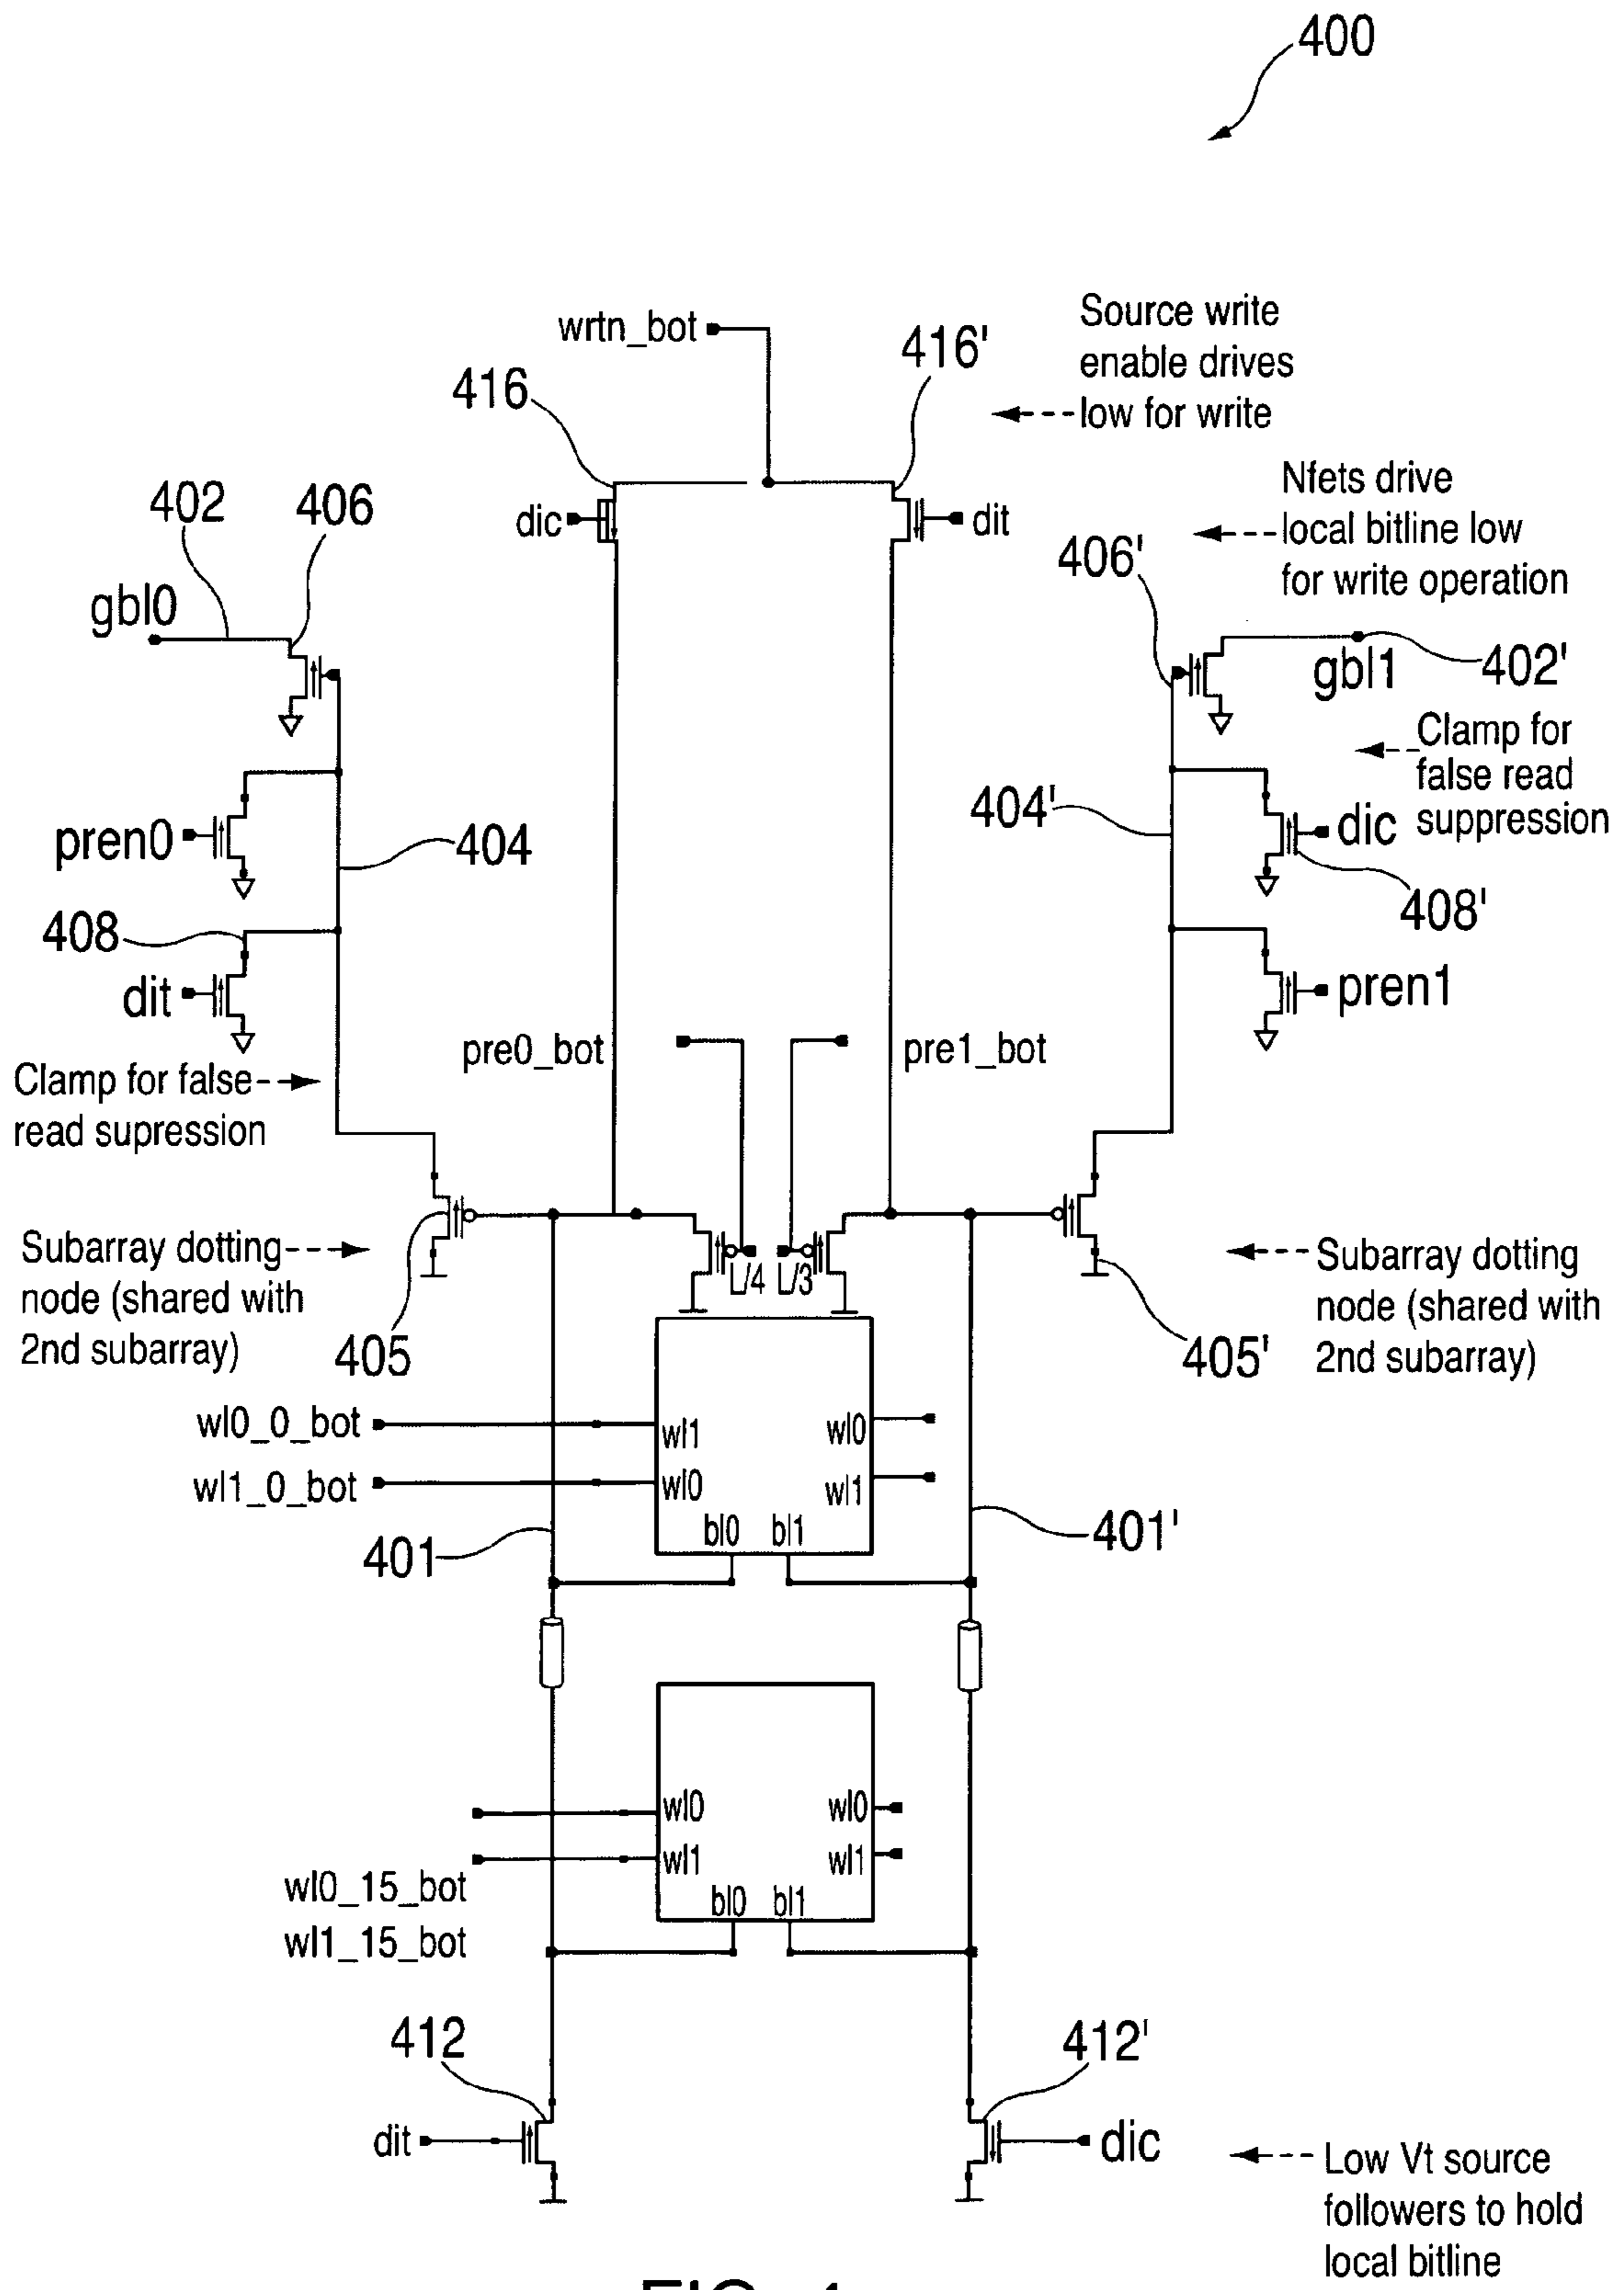 400
wrtn_bot
Source write
enable drives
low for write
416
416'
dic
dit
Nfets drive
local bitline low
for write operation
402
406
406'
gbl0
gbl1
402'
Clamp for
false read
suppression
pren0
404
404'
dic
408'
408
dit
pren1
pre0_bot
pre1_bot
Clamp for false
read supression
L/4
L/3
Subarray dotting
node (shared with
2nd subarray)
405
405'
Subarray dotting
node (shared with
2nd subarray)
wl0_0_bot
wl1
wl0
wl1_0_bot
wl0
wl1
bl0
bl1
401
401'
wl0
wl0
wl1
wl1
wl0_15_bot
bl0
bl1
wl1_15_bot
412
412'
dit
dic
Low Vt source
followers to hold
local bitline